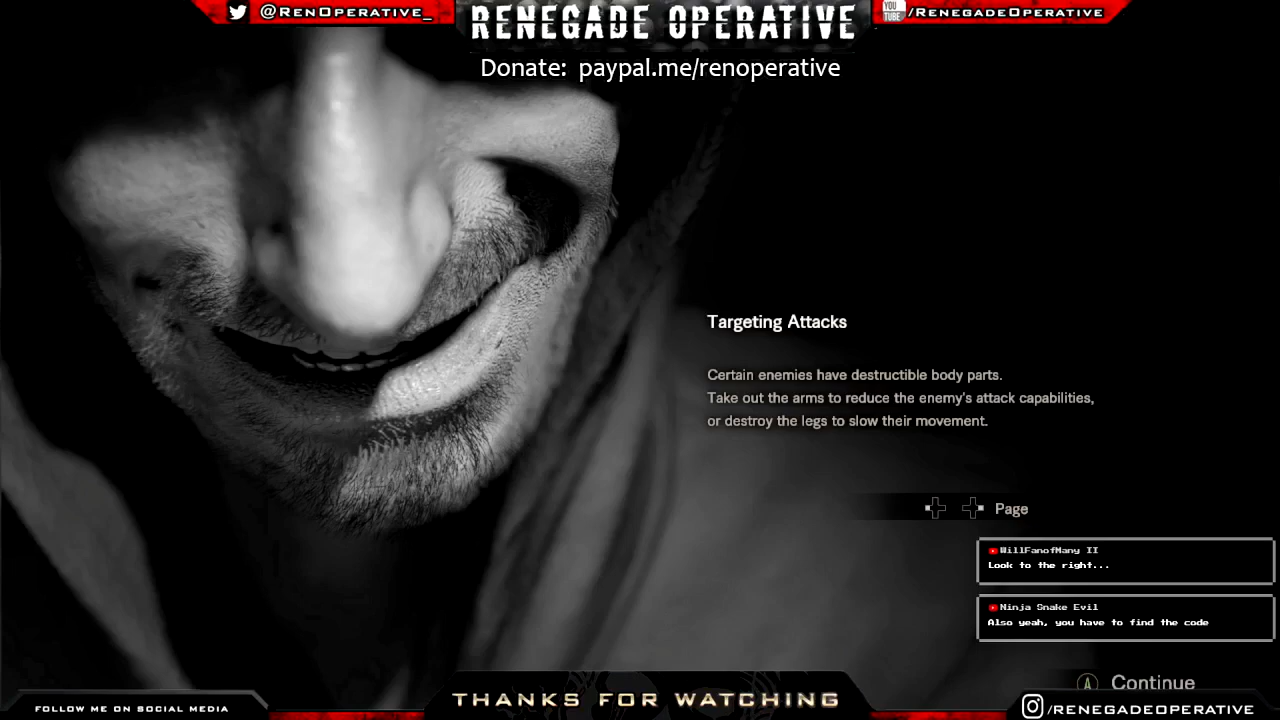 @RenOperative_
RENEGADE OPERATIVE
YOU TUBE /RenegadeOperative
Donate: paypal.me/renoperative
Targeting Attacks
Certain enemies have destructible body parts.
Take out the arms to reduce the enemy's attack capabilities,
or destroy the legs to slow their movement.
Page
WillFanofMany II
Look to the right...
Ninja Snake Evil
Also yeah, you have to find the code
A Continue
THANKS FOR WATCHING
FOLLOW ME ON SOCIAL MEDIA
/RENEGADEOPERATIVE